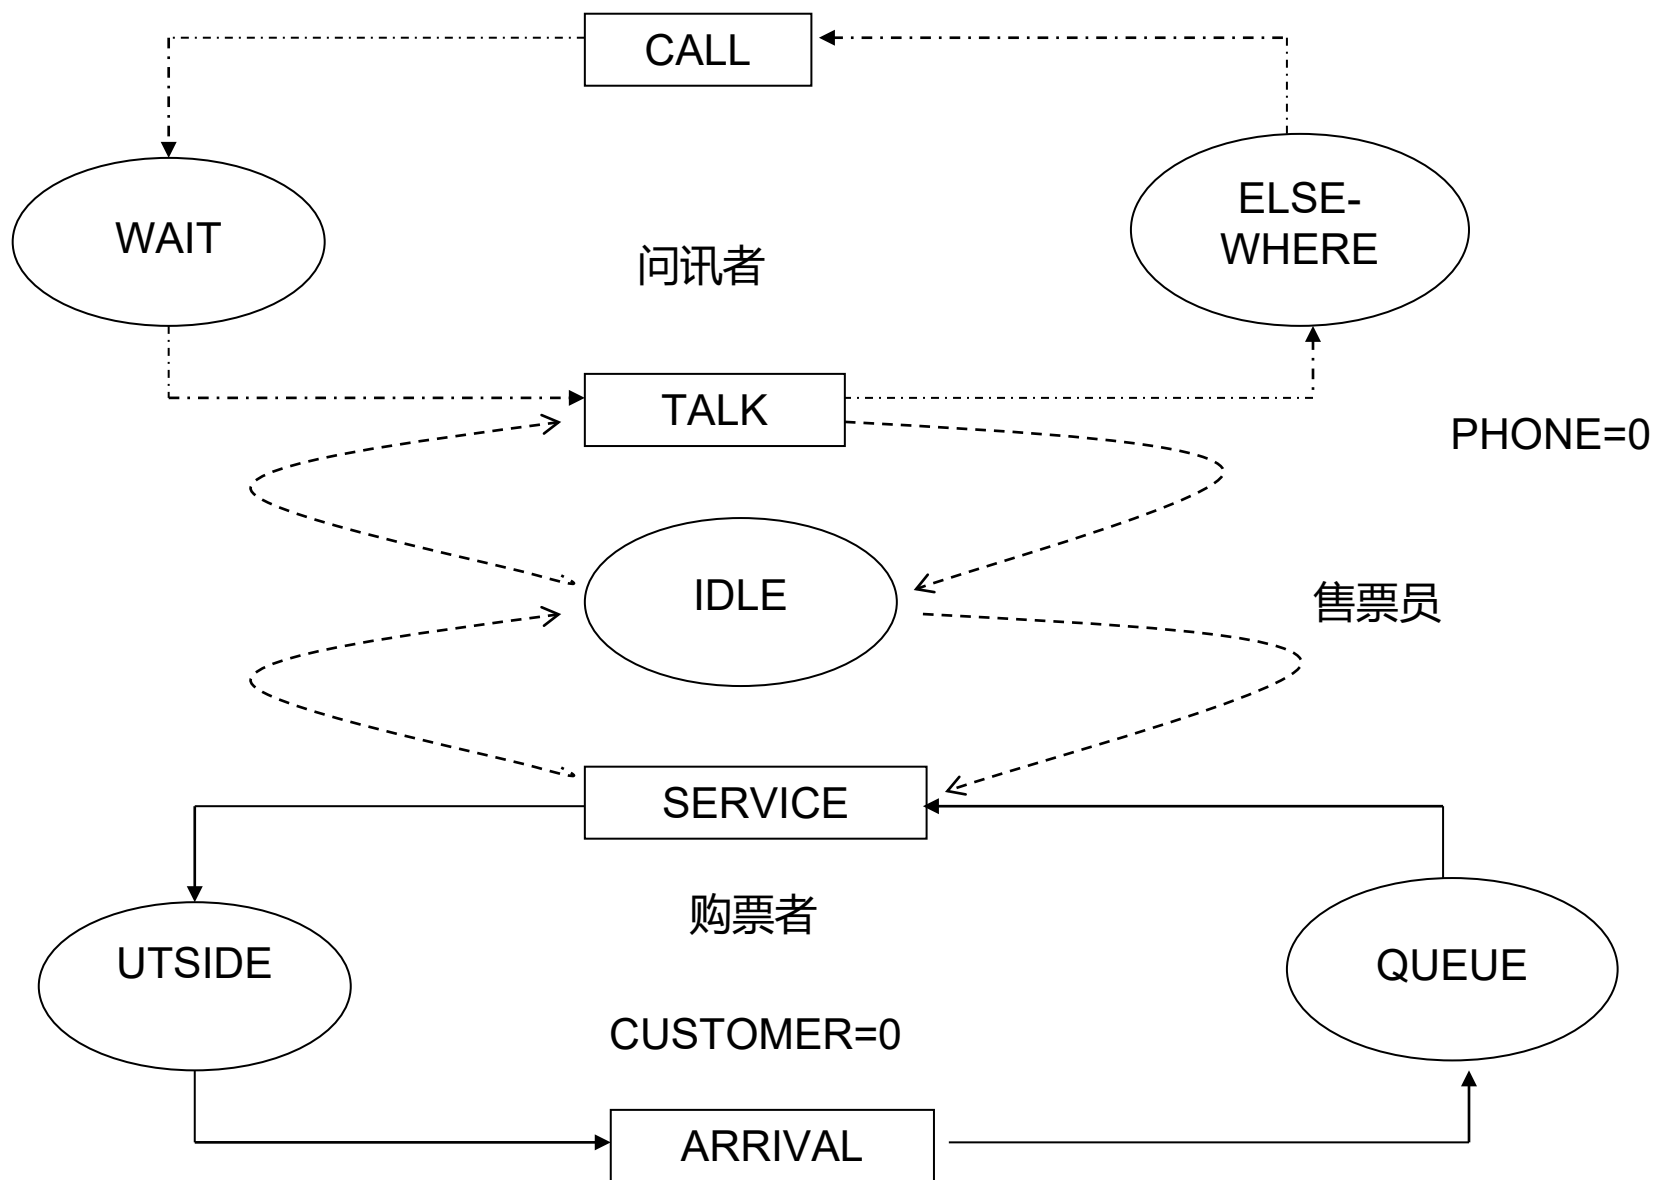 CALL
WAIT
ELSE-
WHERE
问讯者
TALK
PHONE=0
IDLE
售票员
SERVICE
购票者
UTSIDE
QUEUE
CUSTOMER=0
ARRIVAL